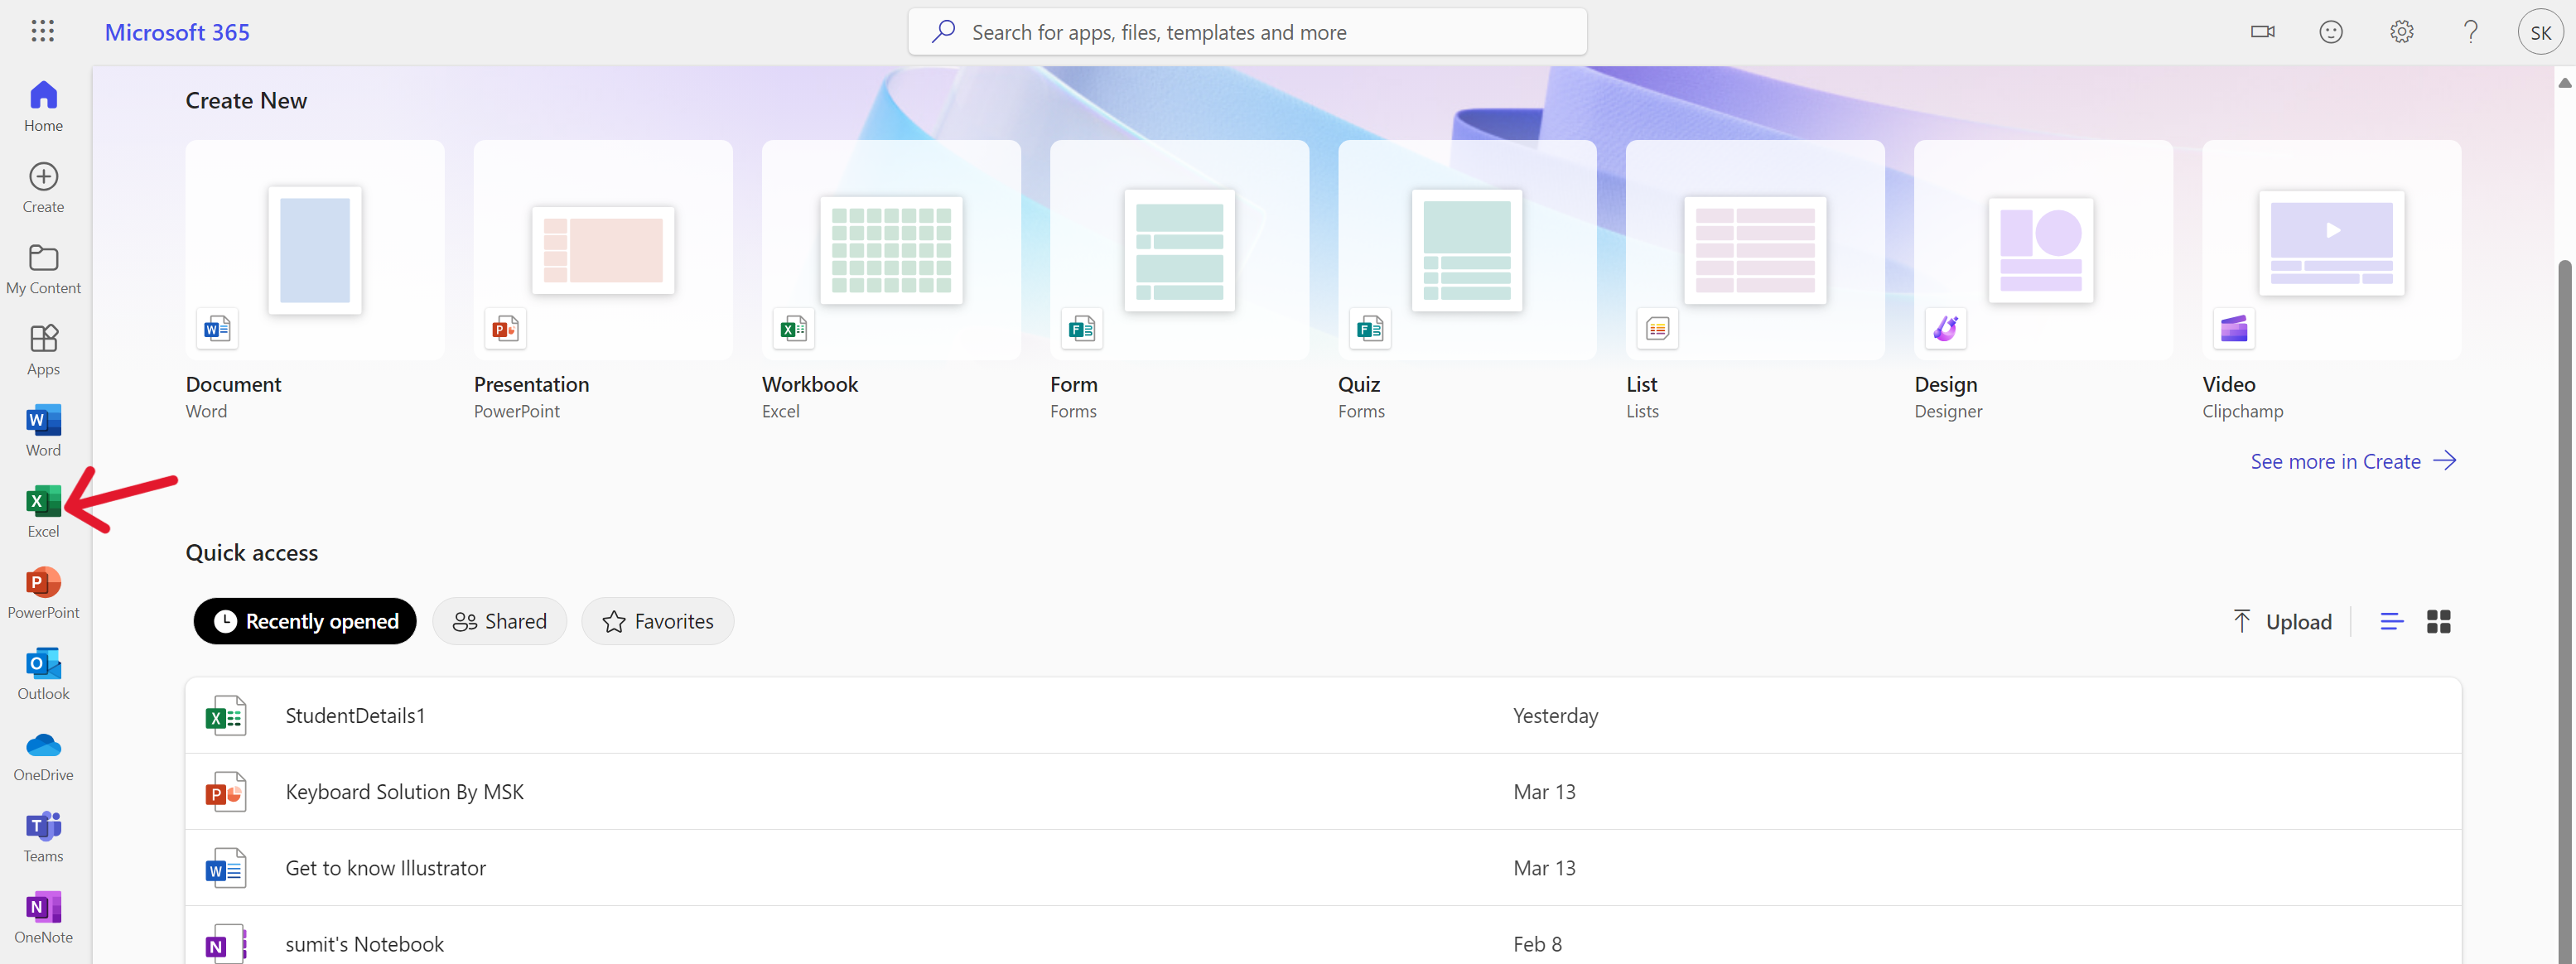 Microsoft 365
Search for apps, files, templates and more
SK
Home
Create
My Content
Apps
Word
Excel
PowerPoint
Outlook
OneDrive
Teams
OneNote
Create New
Document
Word
Presentation
PowerPoint
Workbook
Excel
Form
Forms
Quiz
Forms
List
Lists
Design
Designer
Video
Clipchamp
See more in Create
Quick access
Recently opened
Shared
Favorites
Upload
StudentDetails1 Yesterday
Keyboard Solution By MSK Mar 13
Get to know Illustrator Mar 13
sumit's Notebook Feb 8